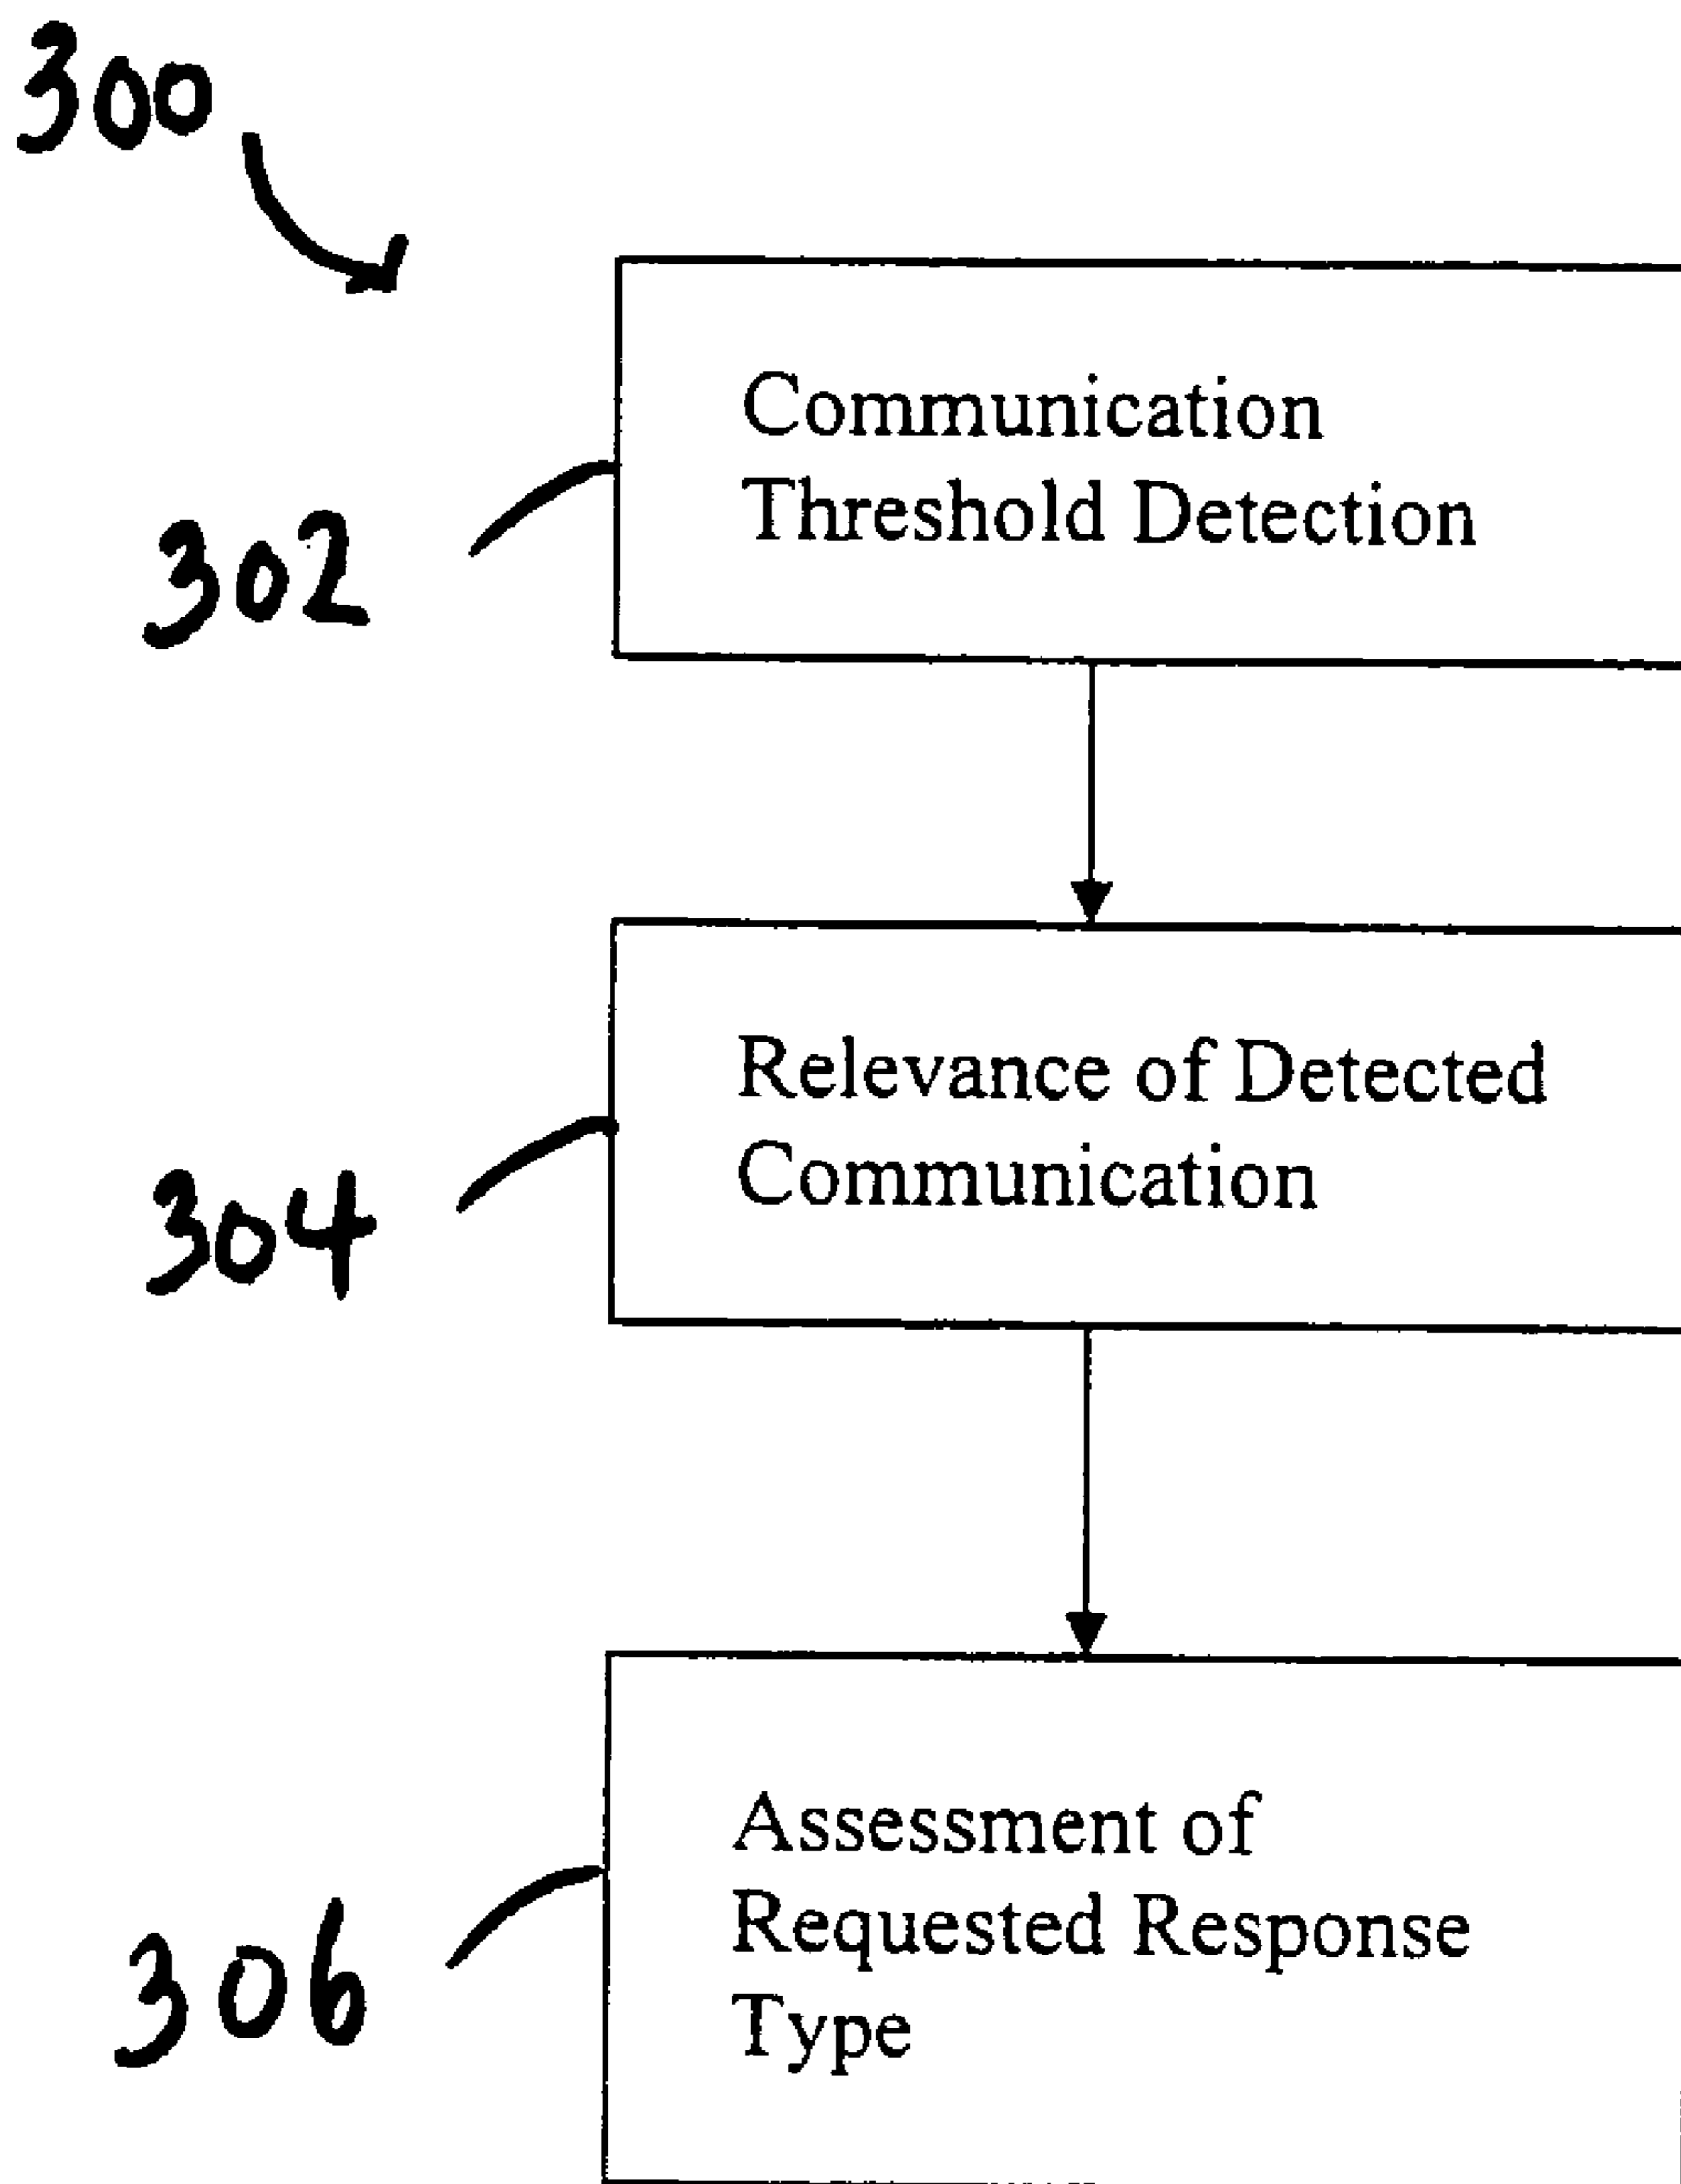 300
Communication
Threshold Detection
302
Relevance of Detected
Communication
304
Assessment of
Requested Response
Type
306